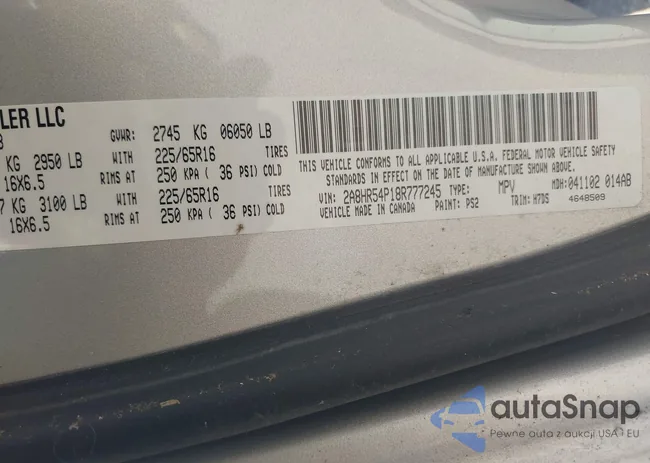 LER LLC
GVWR: 2745 KG 06050 LB
KG 2950 LB WITH 225/65R16 TIRES
16X6.5 RIMS AT 250 KPA ( 36 PSI) COLD
KG 3100 LB WITH 225/65R16 TIRES
16X6.5 RIMS AT 250 KPA ( 36 PSI) COLD
THIS VEHICLE CONFORMS TO ALL APPLICABLE U.S.A. FEDERAL MOTOR VEHICLE SAFETY
STANDARDS IN EFFECT ON THE DATE OF MANUFACTURE SHOWN ABOVE.
VIN: 2A8HR54P18R777245 TYPE: MPV MDH: 041102 014AB
VEHICLE MADE IN CANADA PAINT: PS2 TRIM: H7DS 4648509
autaSnap
Pewne auta z aukcji USA i EU